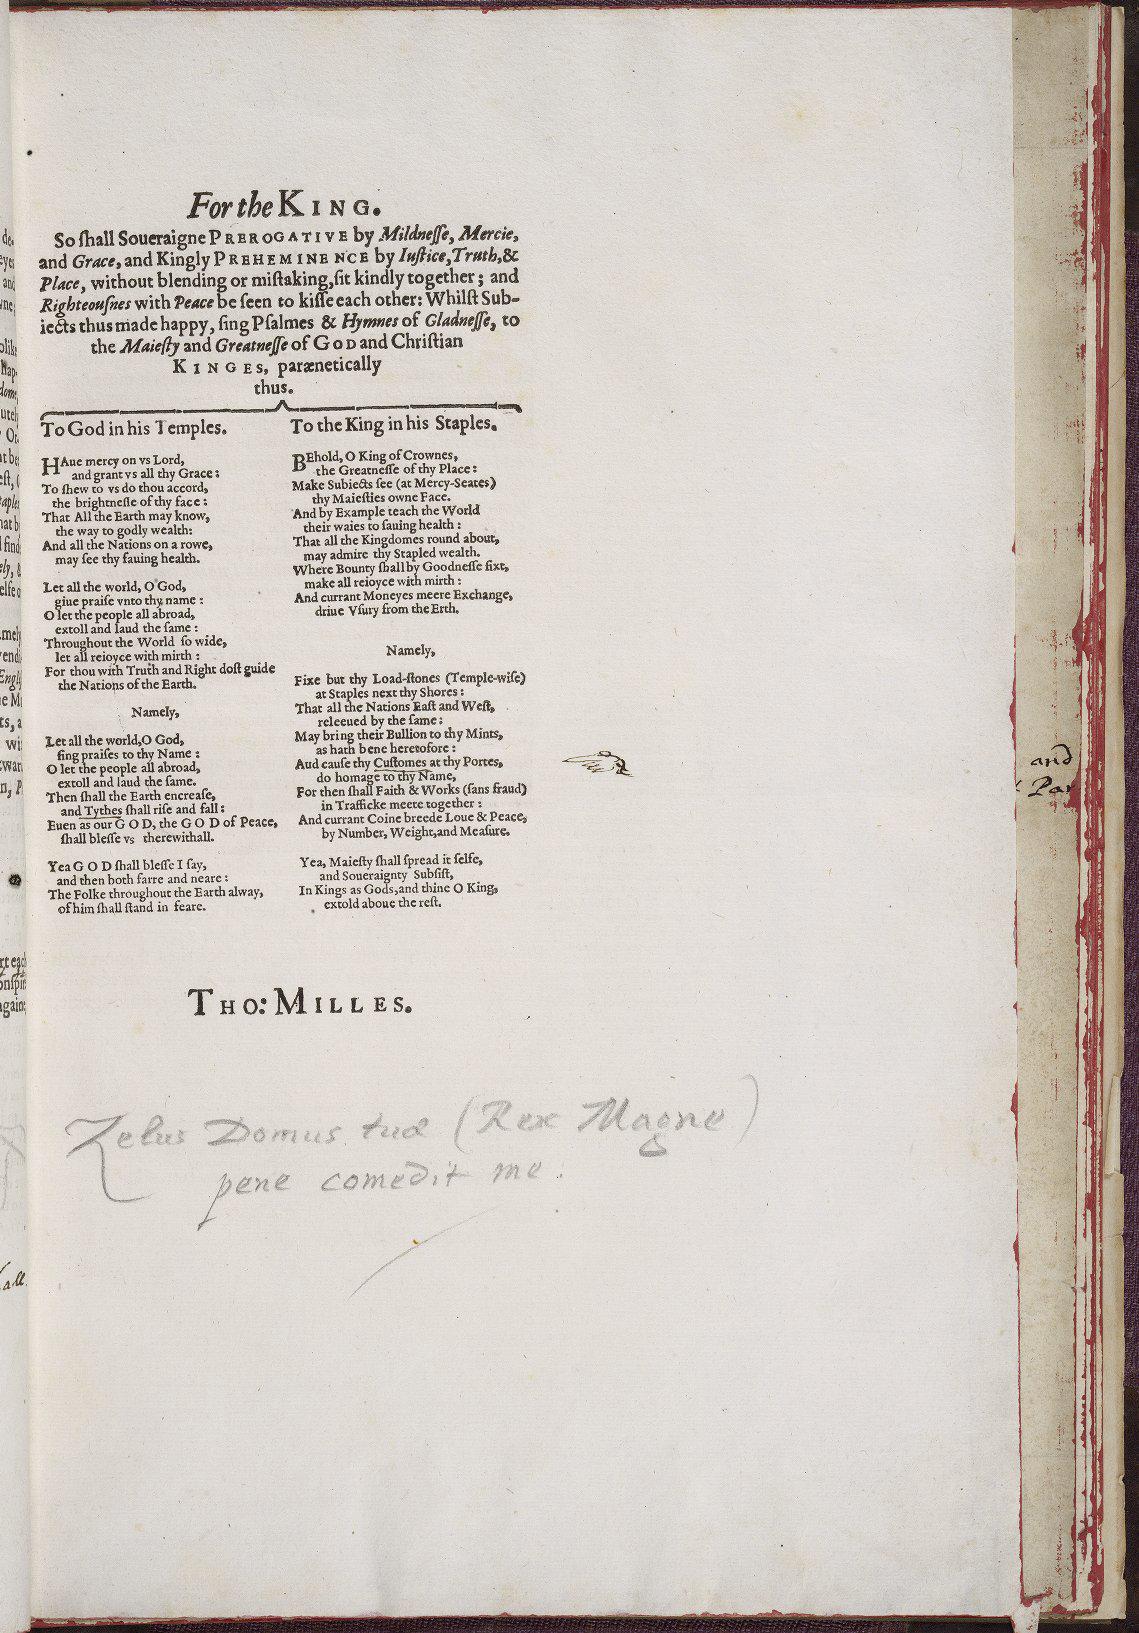 For the KING.
So ſhall Soueraigne PREROGATIVE by Mildneſſe, Mercie,
and Grace, and Kingly PREHEMINENCE by Iuſtice, Truth, &
Place, without blending or miſtaking, ſit kindly together; and
Righteouſnes with Peace be ſeen to kiſſe each other: Whilſt Sub-
iects thus made happy, ſing Pſalmes & Hymnes of Gladneſſe, to
the Maieſty and Greatneſſe of GOD and Chriſtian
KINGES, parænetically
thus.
To God in his Temples.
HAue mercy on vs Lord,
and grant vs all thy Grace:
To ſhew to vs do thou accord,
the brightneſſe of thy face:
That All the Earth may know,
the way to godly wealth:
And all the Nations on a rowe,
may ſee thy ſauing health.
Let all the world, O God,
giue praiſe vnto thy name:
O let the people all abroad,
extoll and laud the ſame:
Throughout the World ſo wide,
let all reioyce with mirth:
For thou with Truth and Right doſt guide
the Nations of the Earth.
Namely,
Let all the world, O God,
ſing praiſes to thy Name:
O let the people all abroad,
extoll and laud the ſame.
Then ſhall the Earth encreaſe,
and Tythes ſhall riſe and fall:
Euen as our GOD, the GOD of Peace,
ſhall bleſſe vs therewithall.
Yea GOD ſhall bleſſe I ſay,
and then both farre and neare:
The Folke throughout the Earth alway,
of him ſhall ſtand in feare.
To the King in his Staples.
BEhold, O King of Crownes,
the Greatneſſe of thy Place:
Make Subiects ſee (at Mercy-Seates)
thy Maieſties owne Face.
And by Example teach the World
their waies to ſauing health:
That all the Kingdomes round about,
may admire thy Stapled wealth.
Where Bounty ſhall by Goodneſſe fixt,
make all reioyce with mirth:
And currant Moneyes meere Exchange,
driue Vſury from the Erth.
Namely,
Fixe but thy Load-ſtones (Temple-wiſe)
at Staples next thy Shores:
That all the Nations Eaſt and Weſt,
releeued by the ſame:
May bring their Bullion to thy Mints,
as hath bene heretofore:
Aud cauſe thy Cuſtomes at thy Portes,
do homage to thy Name,
For then ſhall Faith & Works (ſans fraud)
in Trafficke meete together:
And currant Coine breede Loue & Peace,
by Number, Weight, and Meaſure.
Yea, Maieſty ſhall ſpread it ſelfe,
and Soueraignty Subſiſt,
In Kings as Gods, and thine O King,
extold aboue the reſt.
THO: MILLES.
Zelus Domus tuæ (Rex Magne)
pene comedit me.
and
all